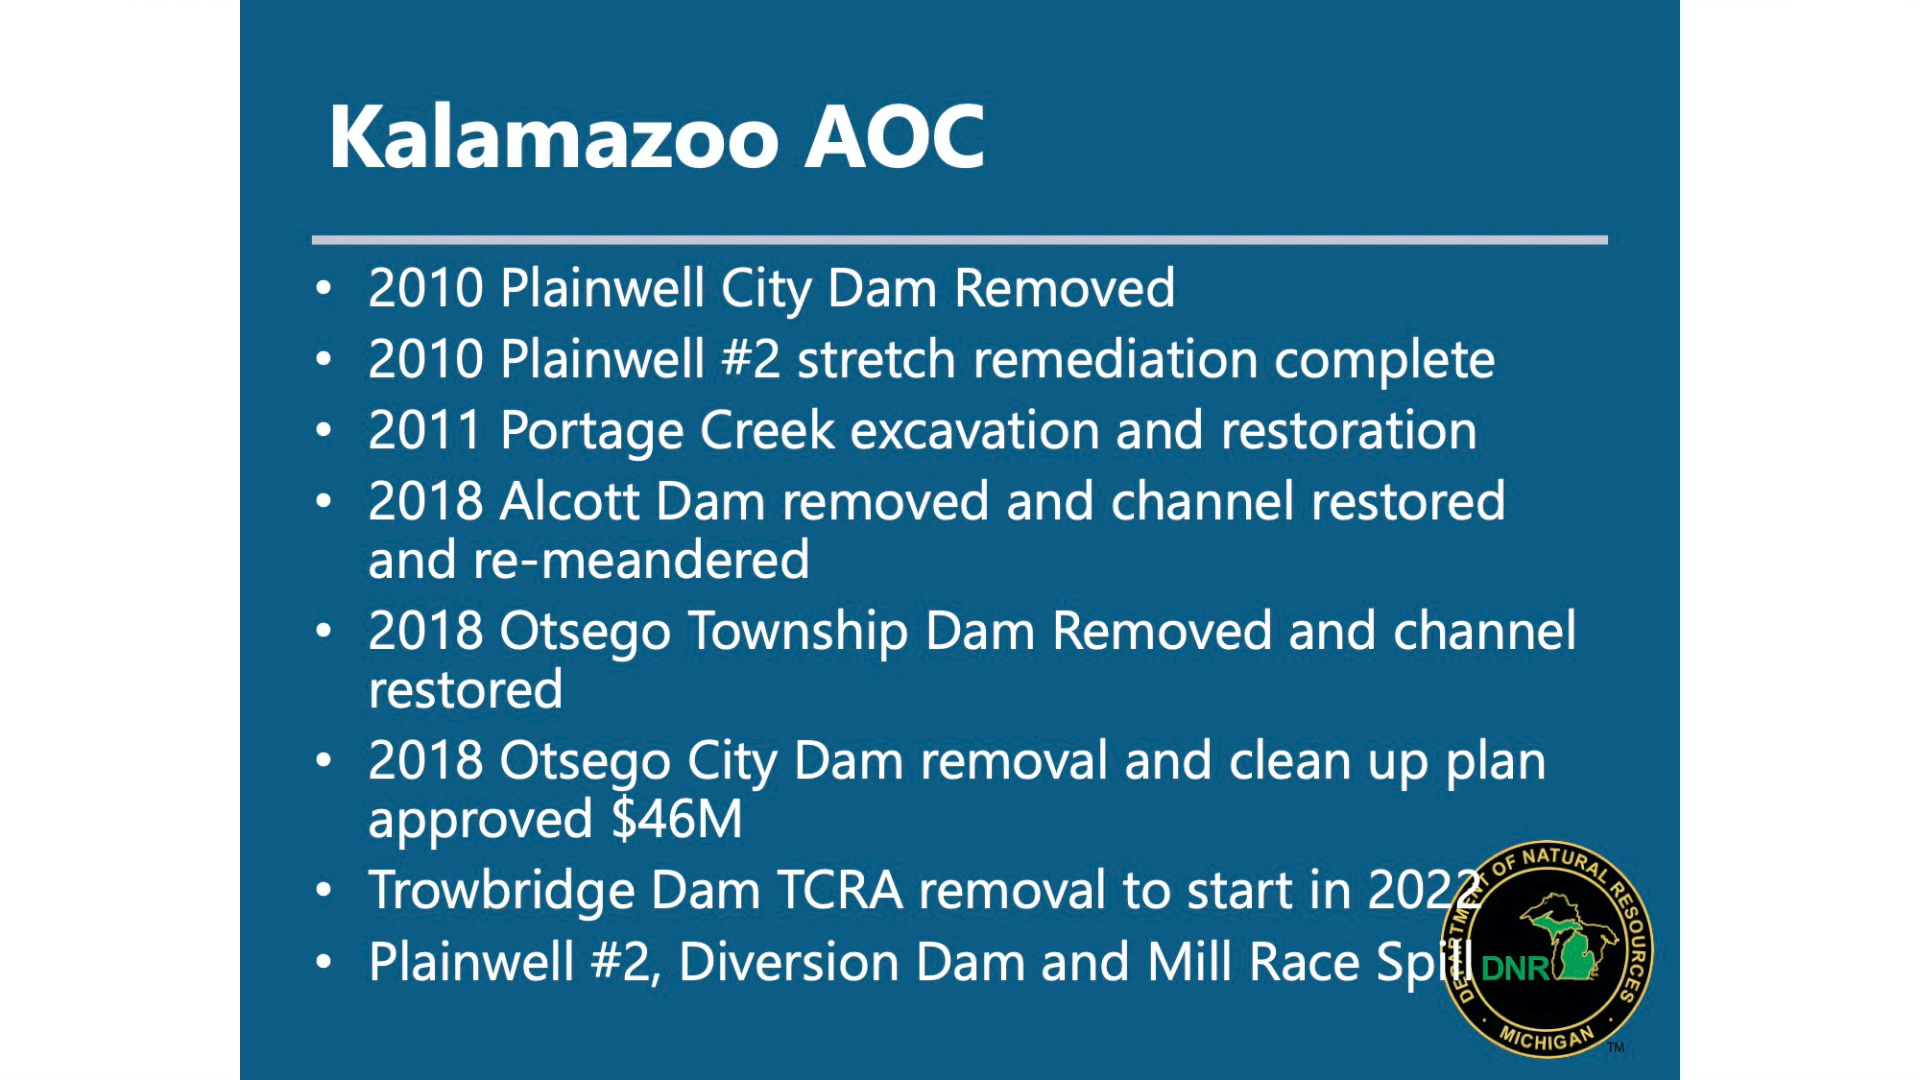 Kalamazoo AOC
• 2010 Plainwell City Dam Removed
• 2010 Plainwell #2 stretch remediation complete
• 2011 Portage Creek excavation and restoration
• 2018 Alcott Dam removed and channel restored
and re-meandered
• 2018 Otsego Township Dam Removed and channel
restored
• 2018 Otsego City Dam removal and clean up plan
approved $46M
• Trowbridge Dam TCRA removal to start in 2022
• Plainwell #2, Diversion Dam and Mill Race Spill
DEPARTMENT OF NATURAL RESOURCES
DNR
· MICHIGAN ·
TM